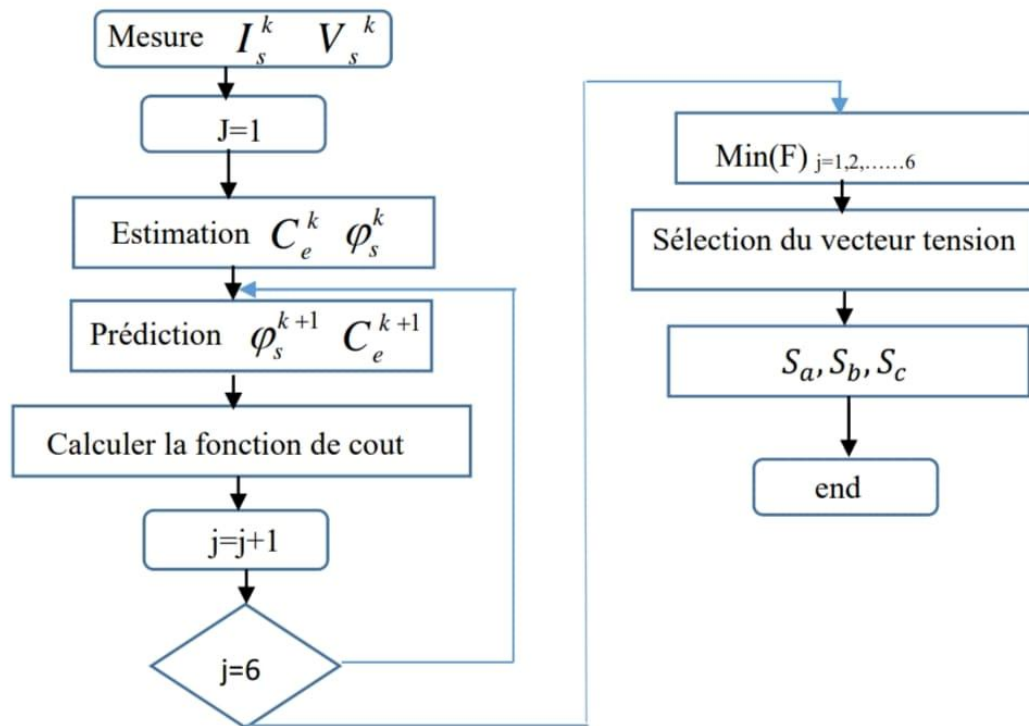 Mesure I_s^k V_s^k
J=1
Estimation C_e^k φ_s^k
Prédiction φ_s^{k+1} C_e^{k+1}
Calculer la fonction de cout
j=j+1
j=6
Min(F) j=1,2,......6
Sélection du vecteur tension
S_a, S_b, S_c
end